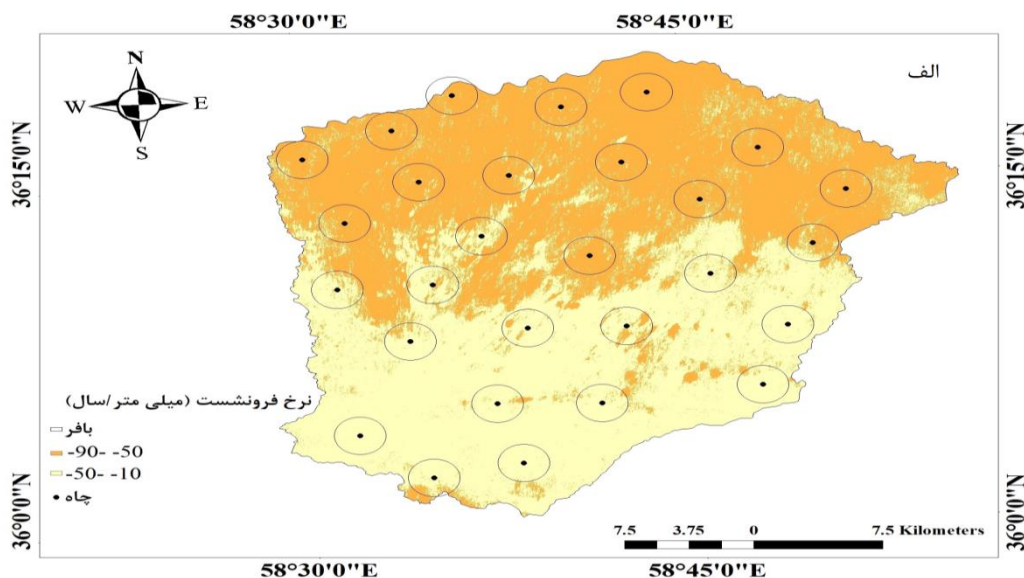 58°30'0"E
58°45'0"E
الف
N
W E
S
36°15'0"N
36°15'0"N
نرخ فرونشست (میلی متر/سال)
بافر
-90- -50
-50- -10
چاه
36°0'0"N
36°0'0"N
7.5 3.75 0 7.5 Kilometers
58°30'0"E
58°45'0"E